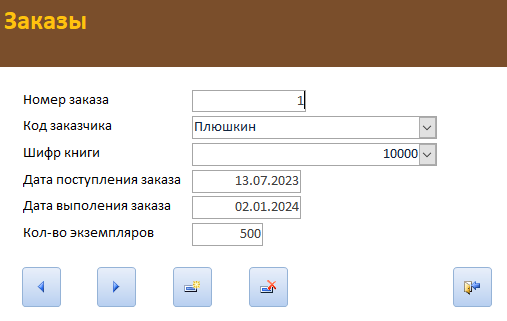 Заказы
Номер заказа 1
Код заказчика Плюшкин
Шифр книги 10000
Дата поступления заказа 13.07.2023
Дата выполения заказа 02.01.2024
Кол-во экземпляров 500